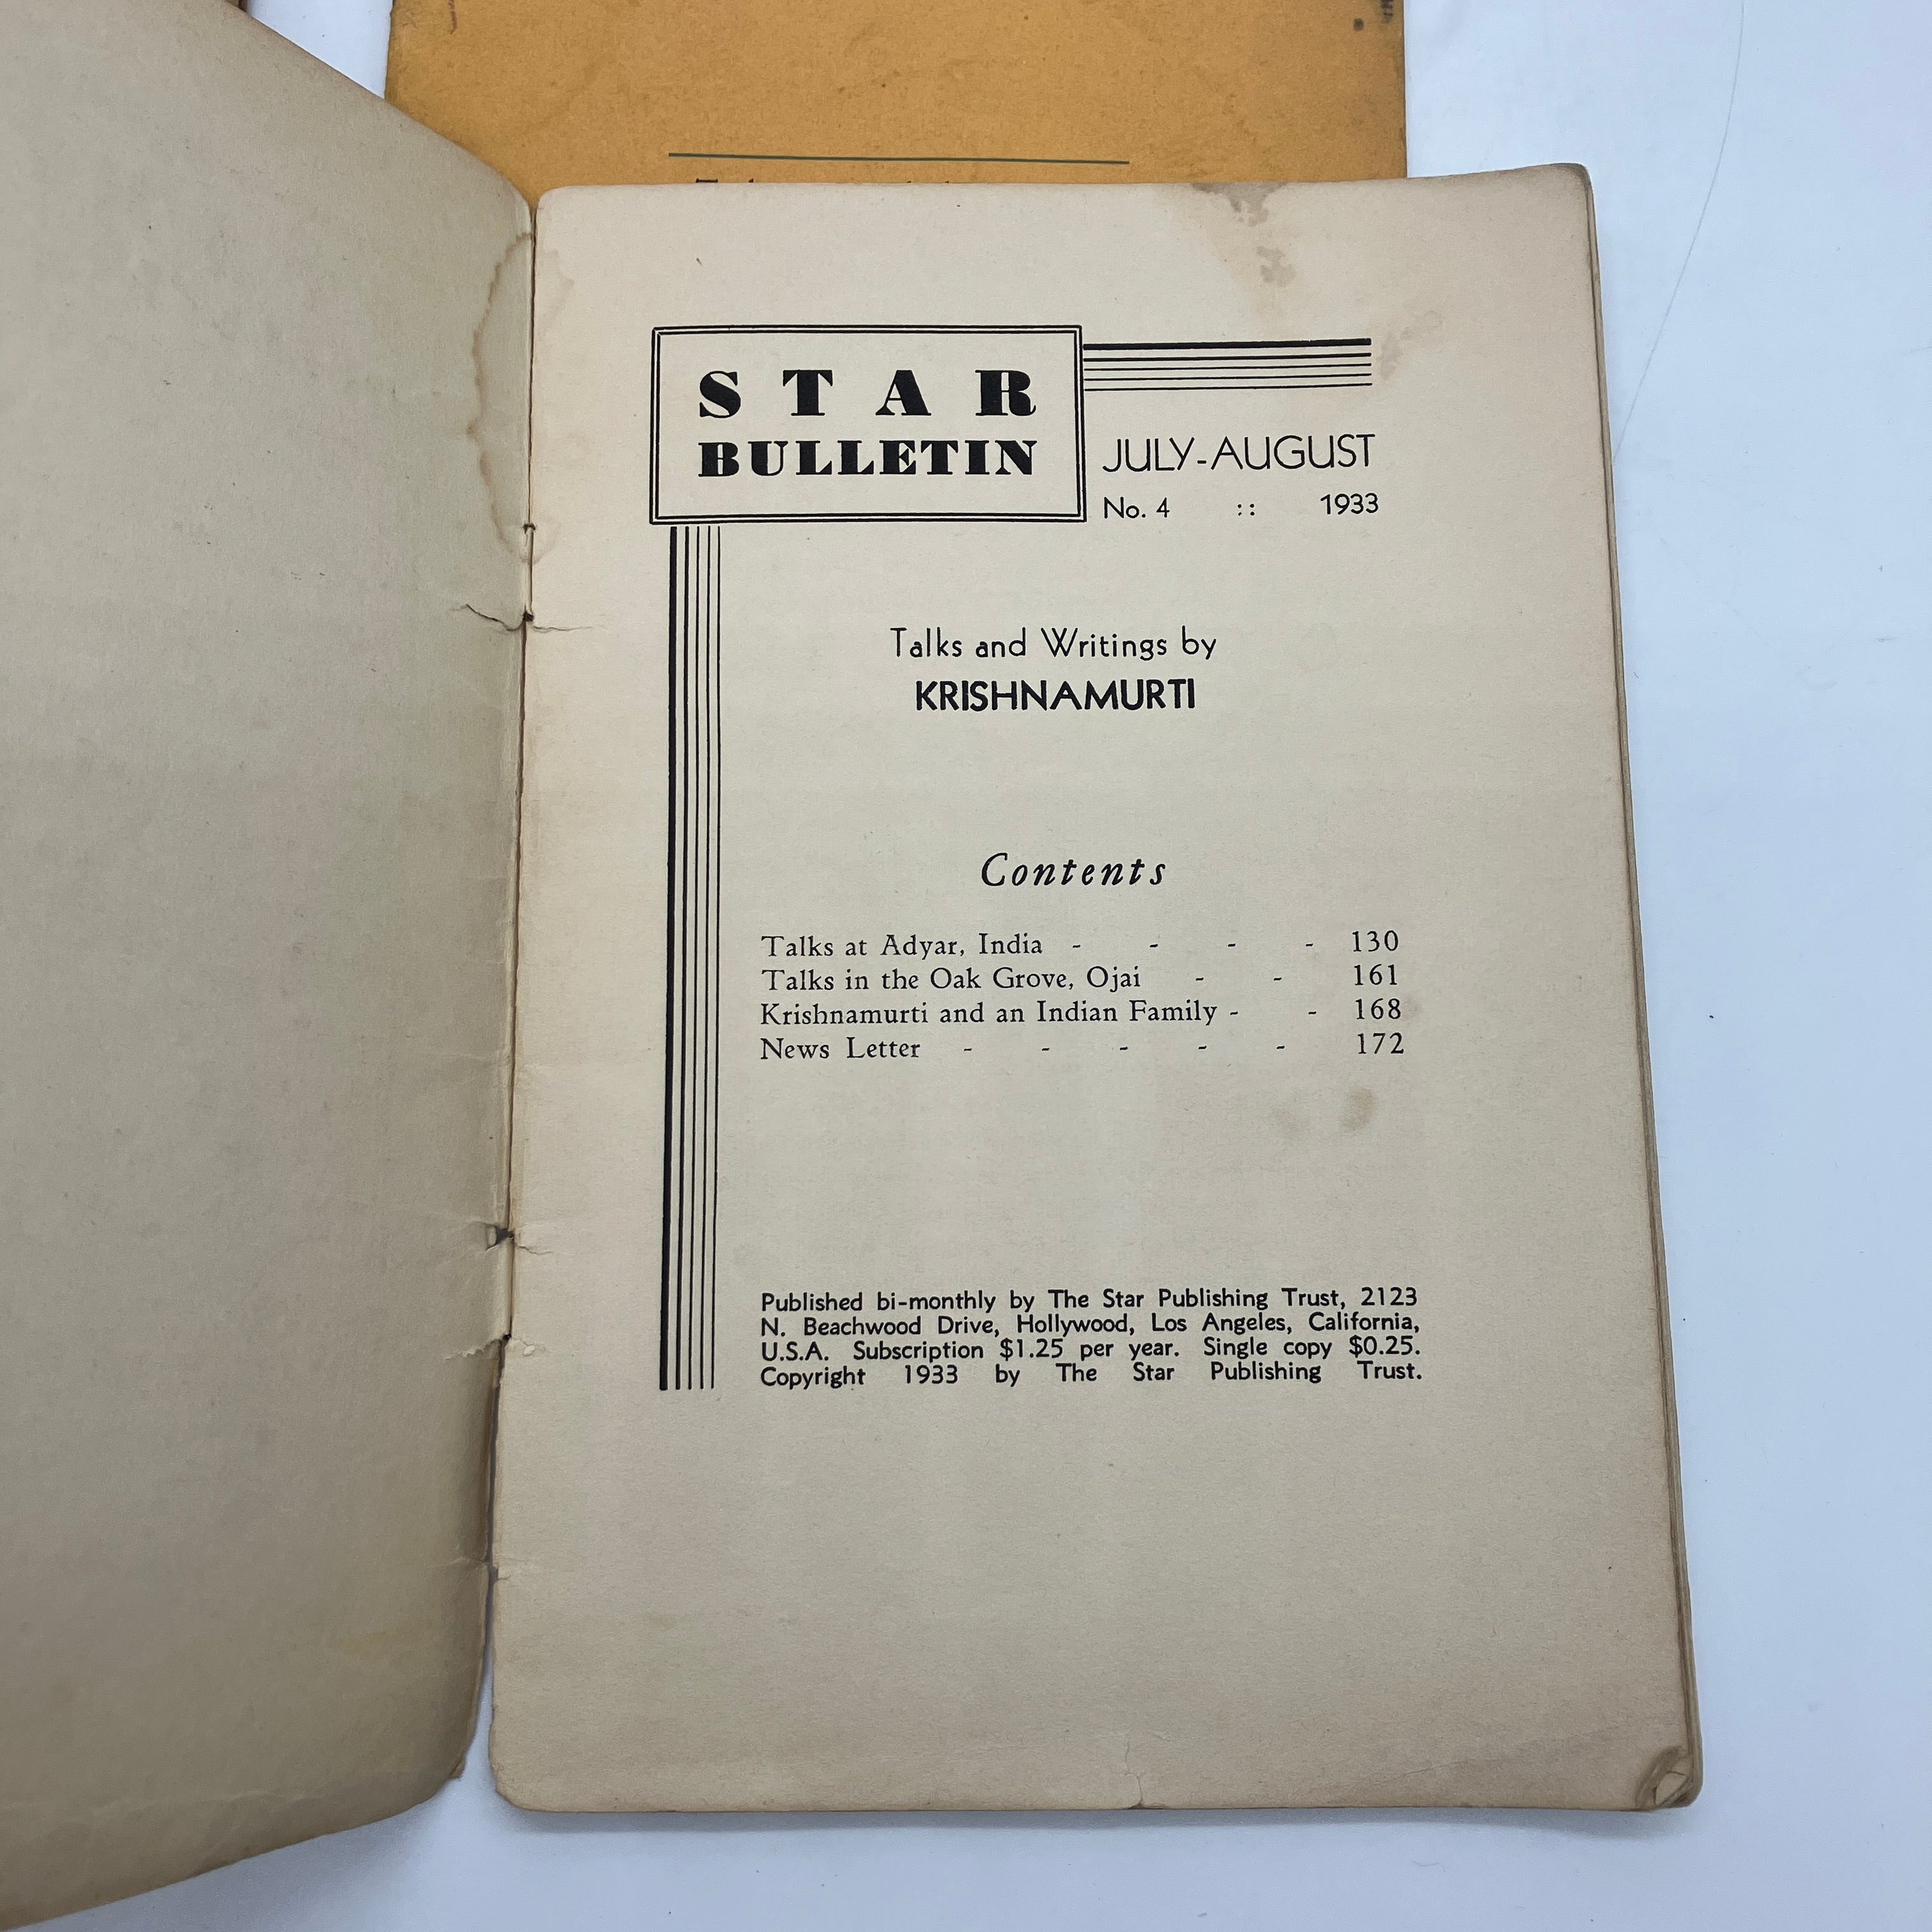 STAR
BULLETIN
JULY-AUGUST
No. 4 :: 1933
Talks and Writings by
KRISHNAMURTI
Contents
Talks at Adyar, India - - - - 130
Talks in the Oak Grove, Ojai - - 161
Krishnamurti and an Indian Family - - 168
News Letter - - - - - 172
Published bi-monthly by The Star Publishing Trust, 2123
N. Beachwood Drive, Hollywood, Los Angeles, California,
U.S.A. Subscription $1.25 per year. Single copy $0.25.
Copyright 1933 by The Star Publishing Trust.